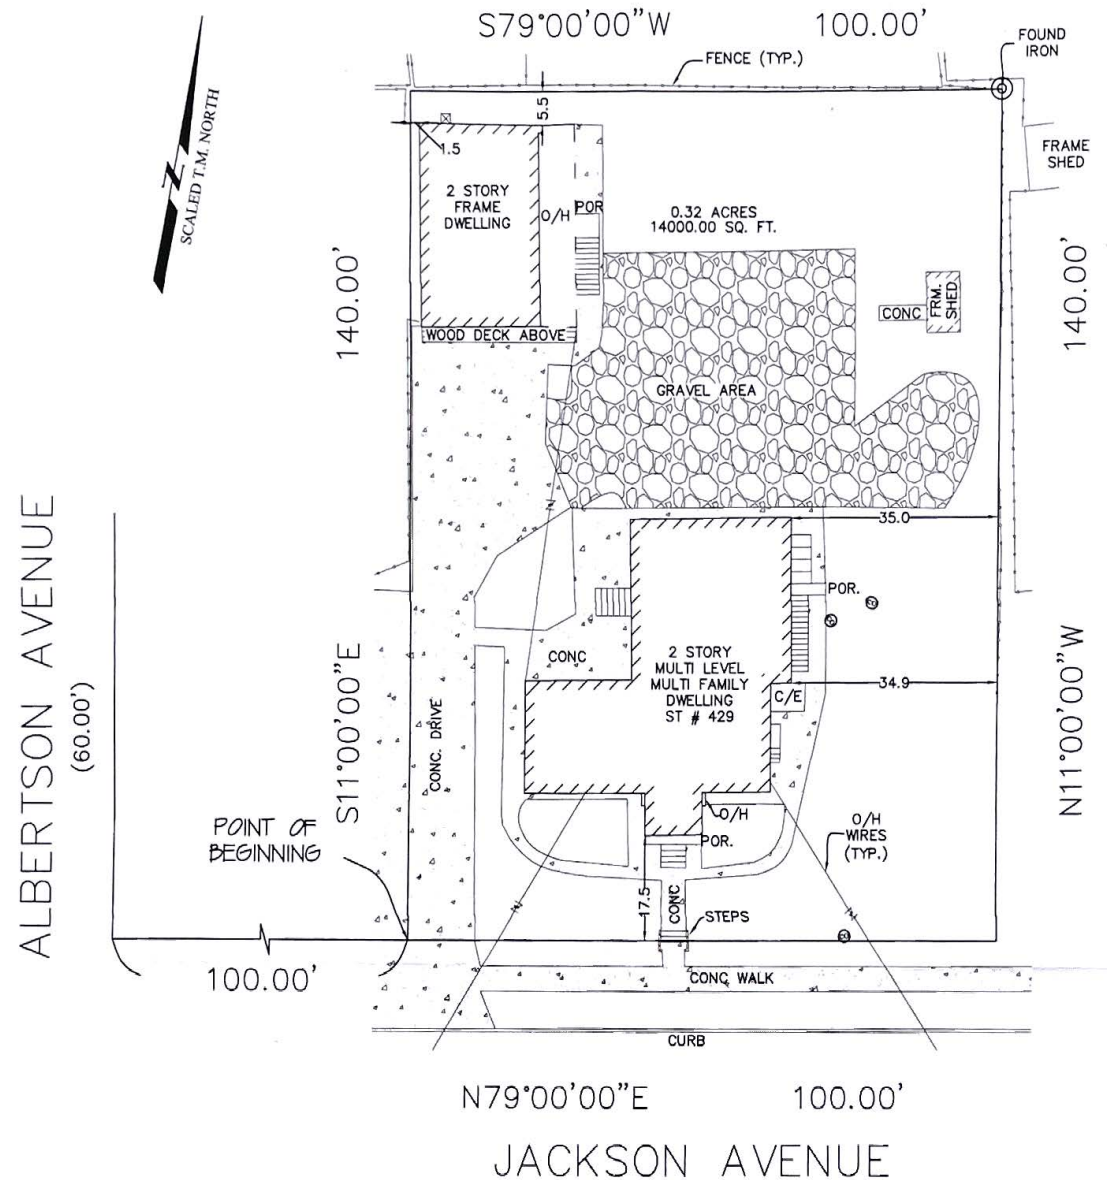 S79°00'00"W 100.00'
FOUND
IRON
FENCE (TYP.)
SCALED T.M. NORTH
5.5
1.5
FRAME
SHED
2 STORY
FRAME
DWELLING
O/H
POR
0.32 ACRES
14000.00 SQ. FT.
140.00'
140.00'
CONC
FRM.
SHED
WOOD DECK ABOVE
GRAVEL AREA
35.0
ALBERTSON AVENUE
(60.00')
POR.
CONC
2 STORY
MULTI LEVEL
MULTI FAMILY
DWELLING
ST # 429
34.9
C/E
S11°00'00"E
CONC. DRIVE
N11°00'00"W
POINT OF
BEGINNING
O/H
O/H
WIRES
(TYP.)
POR.
17.5
CONC
STEPS
100.00'
CONC WALK
CURB
N79°00'00"E 100.00'
JACKSON AVENUE